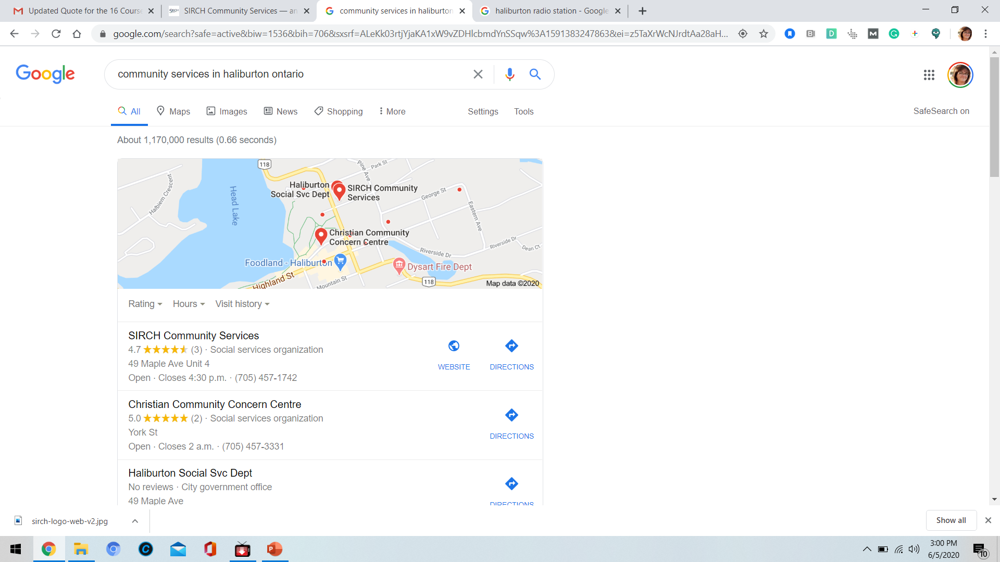 Updated Quote for the 16 Course
SIRCH Community Services — an
community services in haliburton
haliburton radio station - Google
google.com/search?safe=active&biw=1536&bih=706&sxsrf=ALeKk03rtjYjaKA1xW9vZDHlcbmdYnSSqw%3A1591383247863&ei=z5TaXrWcNJrdtAa28aH...
Google
community services in haliburton ontario
All
Maps
Images
News
Shopping
More
Settings
Tools
SafeSearch on
About 1,170,000 results (0.66 seconds)
118
Pine Ave
Park St
Halbiem Crescent
Head Lake
Haliburton
Social Svc Dept
SIRCH Community
Services
George St
Eastern Ave
Christian Community
Concern Centre
Riverside Dr
Riverside Dr
Dean Ct
Foodland - Haliburton
Dysart Fire Dept
Highland St
Mountain St
118
Map data ©2020
Rating
Hours
Visit history
SIRCH Community Services
4.7 (3) · Social services organization
49 Maple Ave Unit 4
Open · Closes 4:30 p.m. · (705) 457-1742
WEBSITE
DIRECTIONS
Christian Community Concern Centre
5.0 (2) · Social services organization
York St
Open · Closes 2 a.m. · (705) 457-3331
DIRECTIONS
Haliburton Social Svc Dept
No reviews · City government office
49 Maple Ave
DIRECTIONS
sirch-logo-web-v2.jpg
Show all
3:00 PM
6/5/2020
10